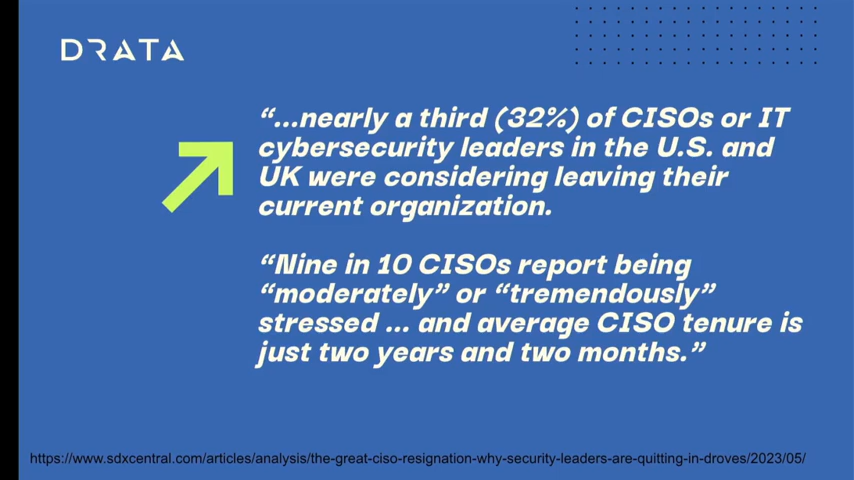 DRATA
“...nearly a third (32%) of CISOs or IT
cybersecurity leaders in the U.S. and
UK were considering leaving their
current organization.
“Nine in 10 CISOs report being
“moderately” or “tremendously”
stressed ... and average CISO tenure is
just two years and two months.”
https://www.sdxcentral.com/articles/analysis/the-great-ciso-resignation-why-security-leaders-are-quitting-in-droves/2023/05/